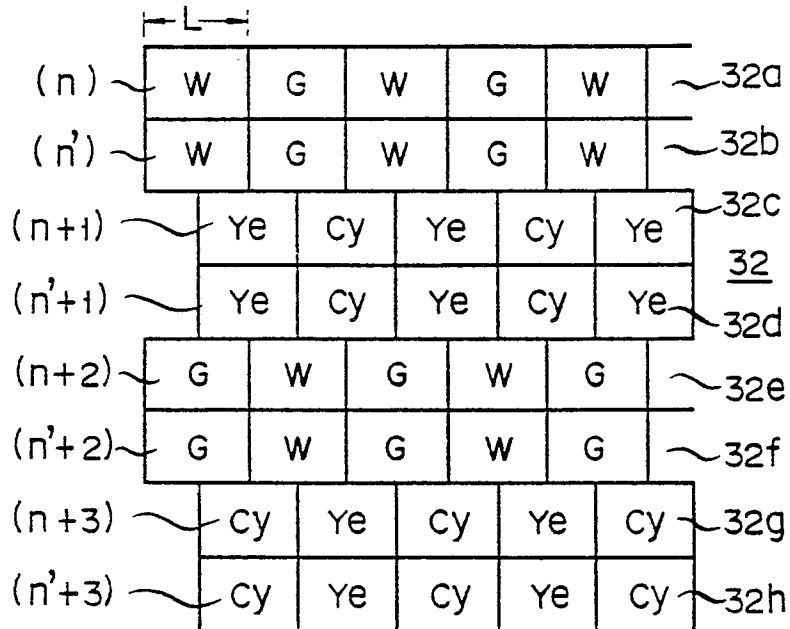 L
(n) W G W G W 32a
(n') W G W G W 32b
(n+1) Ye Cy Ye Cy Ye 32c
32
(n'+1) Ye Cy Ye Cy Ye 32d
(n+2) G W G W G 32e
(n'+2) G W G W G 32f
(n+3) Cy Ye Cy Ye Cy 32g
(n'+3) Cy Ye Cy Ye Cy 32h